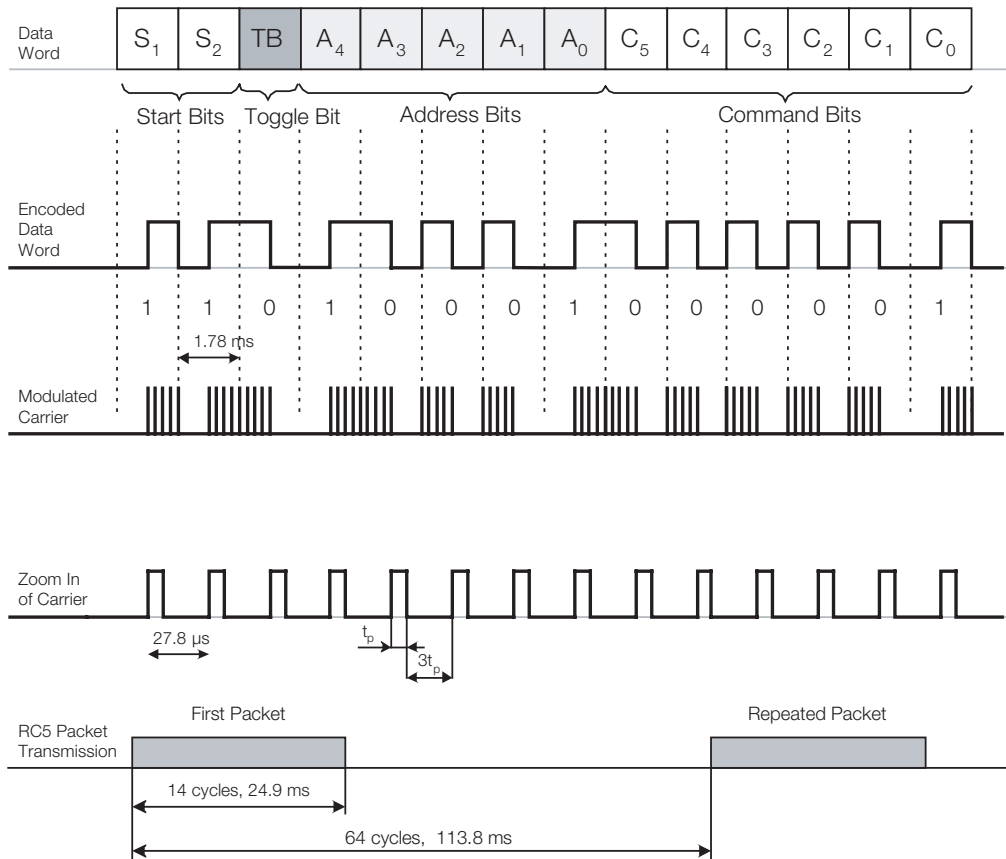 Data
Word
S1 S2 TB A4 A3 A2 A1 A0 C5 C4 C3 C2 C1 C0
Start Bits Toggle Bit Address Bits Command Bits
Encoded
Data
Word
1 1 0 1 0 0 0 1 0 0 0 0 0 1
1.78 ms
Modulated
Carrier
Zoom In
of Carrier
27.8 µs
tp
3tp
RC5 Packet
Transmission
First Packet
Repeated Packet
14 cycles, 24.9 ms
64 cycles, 113.8 ms